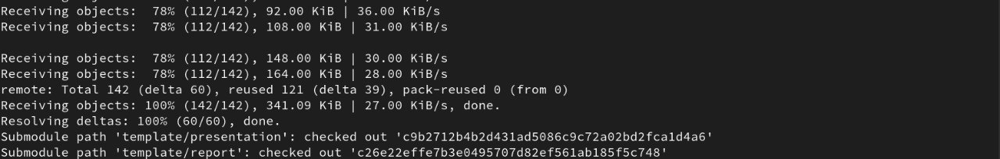 Receiving objects:  78% (112/142), 92.00 KiB | 36.00 KiB/s
Receiving objects:  78% (112/142), 108.00 KiB | 31.00 KiB/s
Receiving objects:  78% (112/142), 148.00 KiB | 30.00 KiB/s
Receiving objects:  78% (112/142), 164.00 KiB | 28.00 KiB/s
remote: Total 142 (delta 60), reused 121 (delta 39), pack-reused 0 (from 0)
Receiving objects: 100% (142/142), 341.09 KiB | 27.00 KiB/s, done.
Resolving deltas: 100% (60/60), done.
Submodule path 'template/presentation': checked out 'c9b2712b4b2d431ad5086c9c72a02bd2fca1d4a6'
Submodule path 'template/report': checked out 'c26e22effe7b3e0495707d82ef561ab185f5c748'